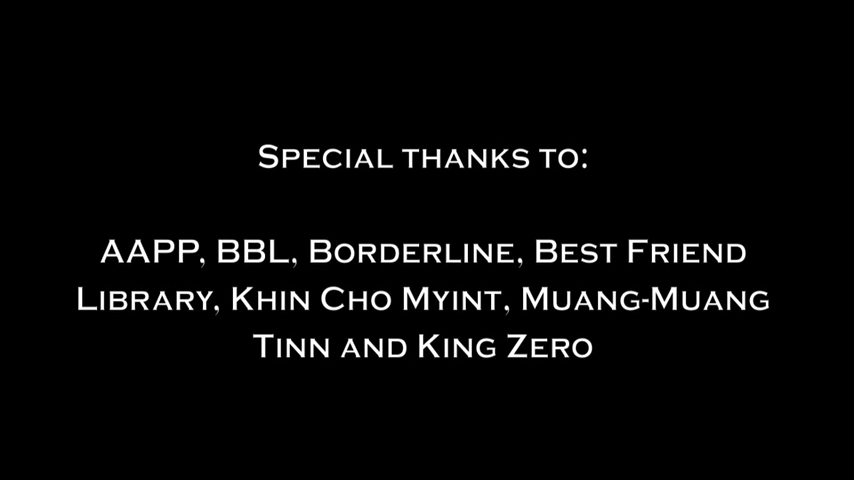 Special thanks to:
AAPP, BBL, Borderline, Best Friend
Library, Khin Cho Myint, Muang-Muang
Tinn and King Zero